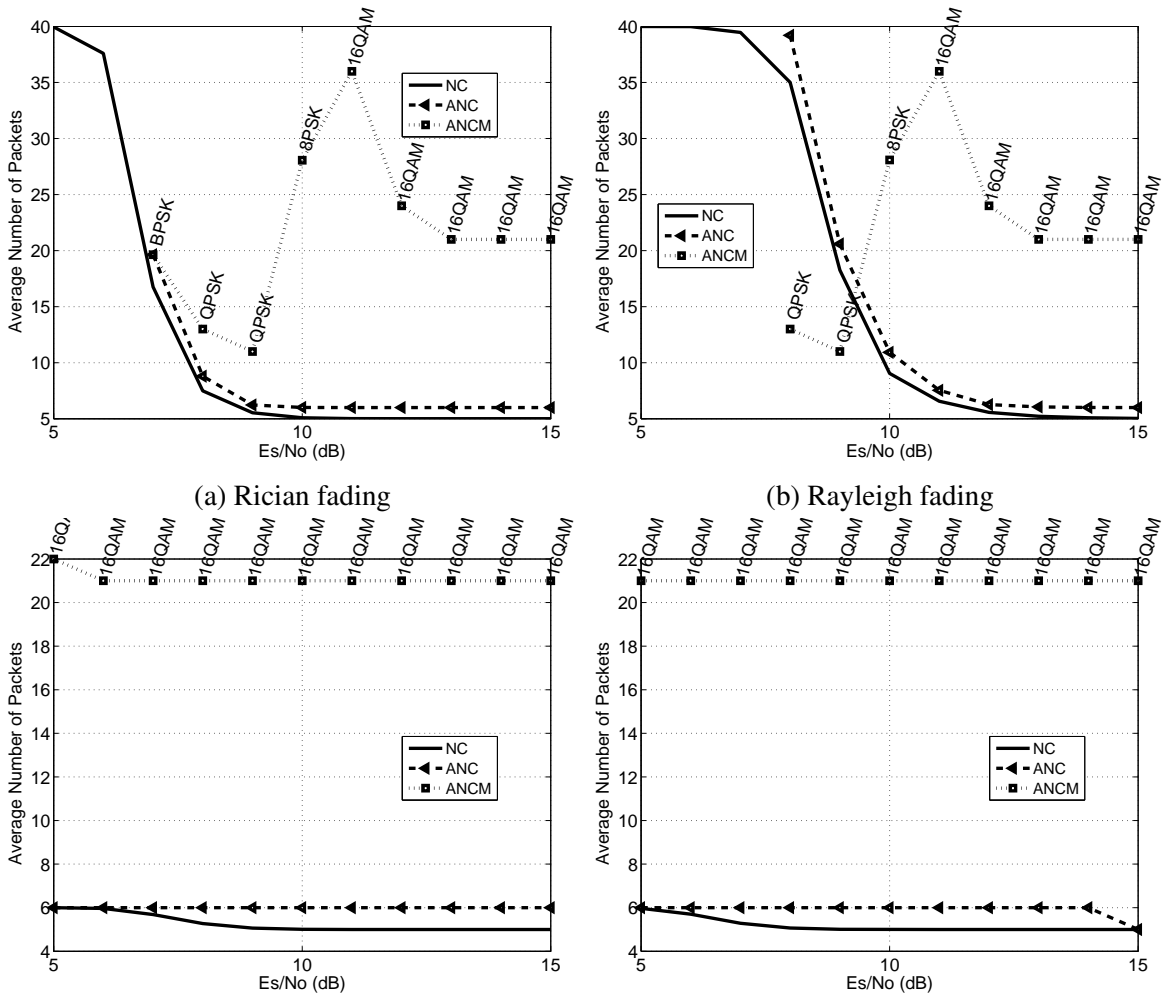 40
35
30
25
20
15
10
5
Average Number of Packets
5
10
15
Es/No (dB)
NC
ANC
ANCM
BPSK
QPSK
QPSK
8PSK
16QAM
16QAM
16QAM
16QAM
16QAM
(a) Rician fading
40
35
30
25
20
15
10
5
Average Number of Packets
5
10
15
Es/No (dB)
NC
ANC
ANCM
QPSK
QPSK
8PSK
16QAM
16QAM
16QAM
16QAM
16QAM
(b) Rayleigh fading
22
20
18
16
14
12
10
8
6
4
Average Number of Packets
5
10
15
Es/No (dB)
NC
ANC
ANCM
16QA
16QAM
16QAM
16QAM
16QAM
16QAM
16QAM
16QAM
16QAM
16QAM
16QAM
22
20
18
16
14
12
10
8
6
4
Average Number of Packets
5
10
15
Es/No (dB)
NC
ANC
ANCM
16QAM
16QAM
16QAM
16QAM
16QAM
16QAM
16QAM
16QAM
16QAM
16QAM
16QAM